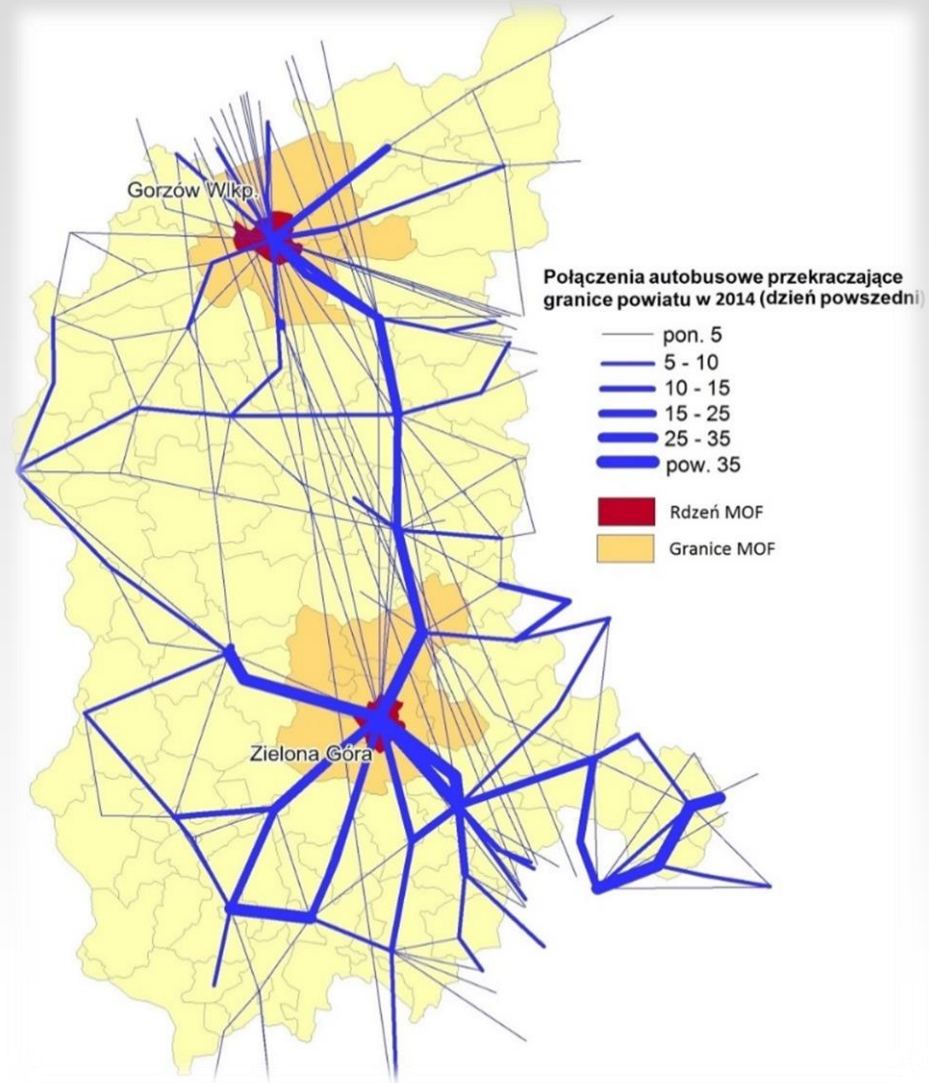 Gorzów Wlkp.
Połączenia autobusowe przekraczające
granice powiatu w 2014 (dzień powszedni)
pon. 5
5 - 10
10 - 15
15 - 25
25 - 35
pow. 35
Rdzeń MOF
Granice MOF
Zielona Góra